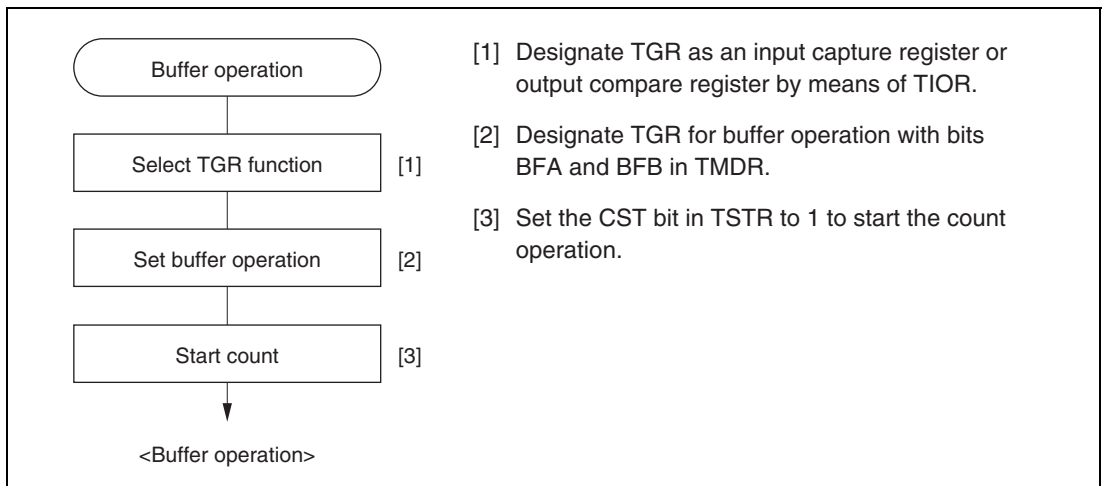 Buffer operation
Select TGR function
[1]
Set buffer operation
[2]
Start count
[3]
<Buffer operation>
[1] Designate TGR as an input capture register or
output compare register by means of TIOR.
[2] Designate TGR for buffer operation with bits
BFA and BFB in TMDR.
[3] Set the CST bit in TSTR to 1 to start the count
operation.